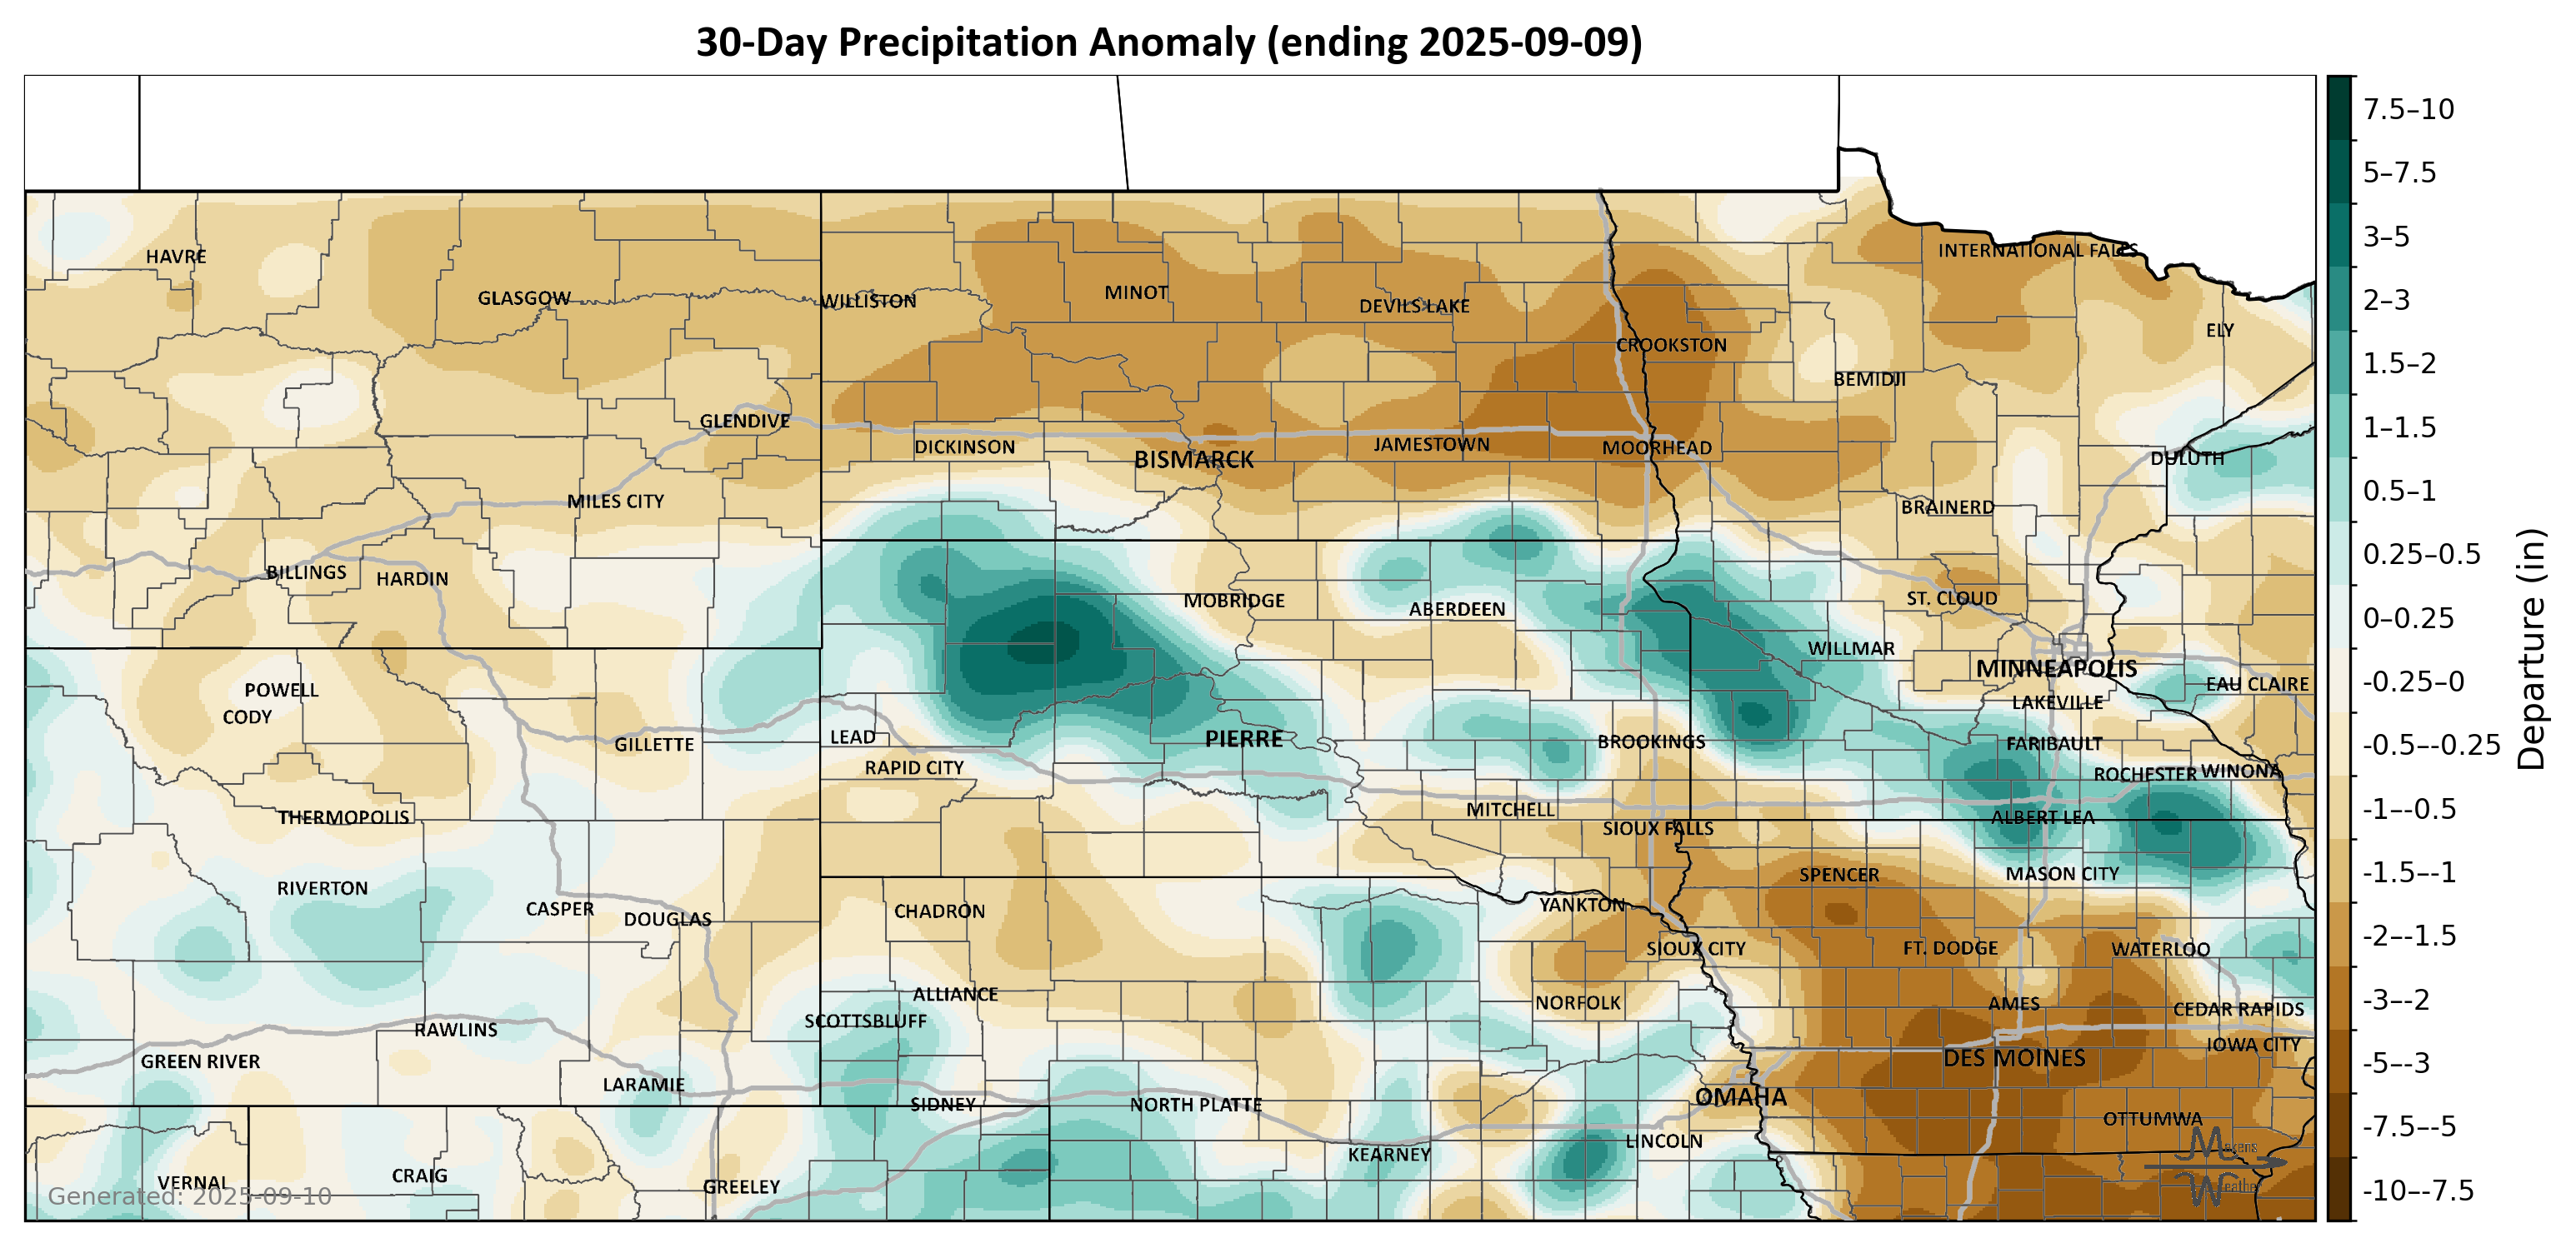 30-Day Precipitation Anomaly (ending 2025-09-09)
HAVRE
GLASGOW
WILLISTON
MINOT
DEVILS LAKE
INTERNATIONAL FALLS
ELY
CROOKSTON
BEMIDJI
GLENDIVE
DICKINSON
BISMARCK
JAMESTOWN
MOORHEAD
DULUTH
MILES CITY
BRAINERD
BILLINGS
HARDIN
MOBRIDGE
ABERDEEN
ST. CLOUD
WILLMAR
MINNEAPOLIS
POWELL
CODY
EAU CLAIRE
LAKEVILLE
GILLETTE
LEAD
PIERRE
BROOKINGS
FARIBAULT
RAPID CITY
ROCHESTER
WINONA
THERMOPOLIS
MITCHELL
ALBERT LEA
SIOUX FALLS
RIVERTON
SPENCER
MASON CITY
CASPER
DOUGLAS
CHADRON
YANKTON
SIOUX CITY
FT. DODGE
WATERLOO
ALLIANCE
NORFOLK
AMES
CEDAR RAPIDS
SCOTTSBLUFF
RAWLINS
IOWA CITY
GREEN RIVER
DES MOINES
LARAMIE
SIDNEY
NORTH PLATTE
OMAHA
OTTUMWA
LINCOLN
KEARNEY
VERNAL
CRAIG
GREELEY
Generated: 2025-09-10
Makens
Weather
7.5–10
5–7.5
3–5
2–3
1.5–2
1–1.5
0.5–1
0.25–0.5
0–0.25
-0.25–0
-0.5–-0.25
-1–-0.5
-1.5–-1
-2–-1.5
-3–-2
-5–-3
-7.5–-5
-10–-7.5
Departure (in)